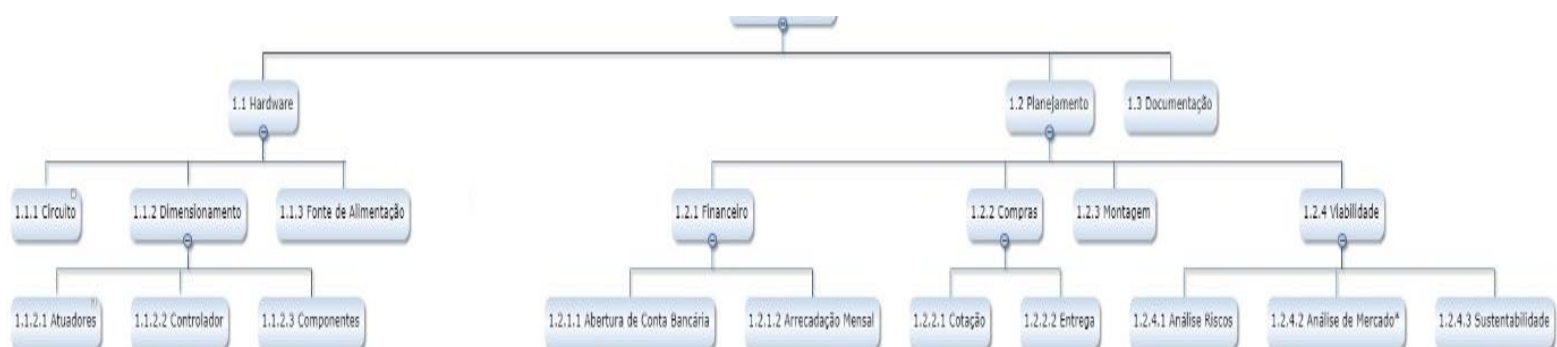 1.1 Hardware
1.2 Planejamento
1.3 Documentação
1.1.1 Circuito
1.1.2 Dimensionamento
1.1.3 Fonte de Alimentação
1.2.1 Financeiro
1.2.2 Compras
1.2.3 Montagem
1.2.4 Viabilidade
1.1.2.1 Atuadores
1.1.2.2 Controlador
1.1.2.3 Componentes
1.2.1.1 Abertura de Conta Bancária
1.2.1.2 Arrecadação Mensal
1.2.2.1 Cotação
1.2.2.2 Entrega
1.2.4.1 Análise Riscos
1.2.4.2 Análise de Mercado*
1.2.4.3 Sustentabilidade